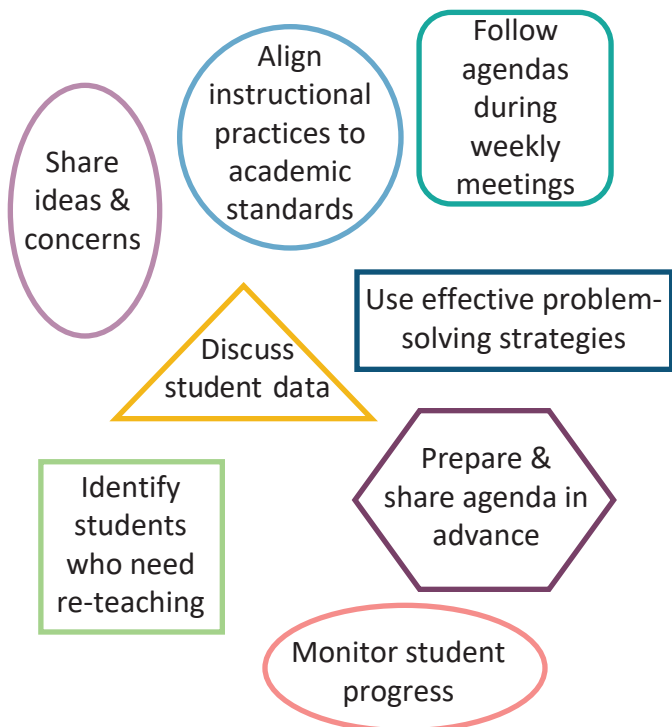 Share
ideas &
concerns
Align
instructional
practices to
academic
standards
Follow
agendas
during
weekly
meetings
Use effective problem-
solving strategies
Discuss
student data
Identify
students
who need
re-teaching
Prepare &
share agenda in
advance
Monitor student
progress